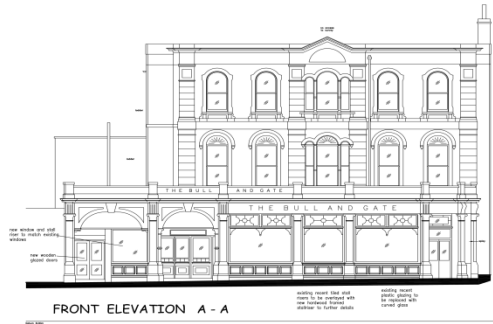 THE BULL AND GATE
THE BULL AND GATE
new window and stall
riser to match existing
windows
new wooden
glazed doors
existing recent tiled stall
risers to be overlayed with
new hardwood framed
stallriser to further details
existing recent
plastic glazing to
be replaced with
curved glass
FRONT ELEVATION A - A